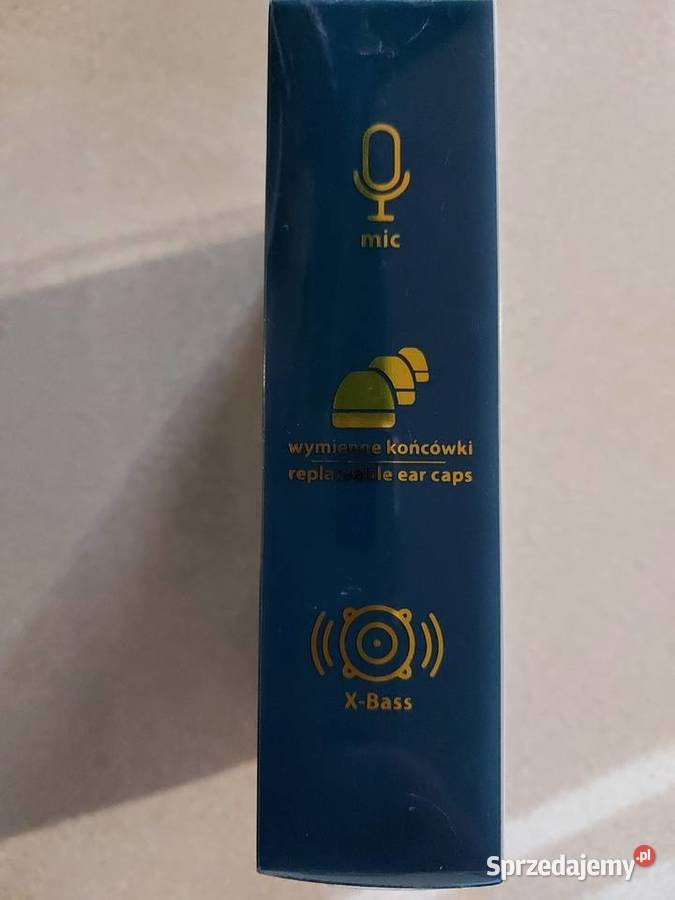 mic
wymienne końcówki
replaceable ear caps
X-Bass
Sprzedajemy.pl